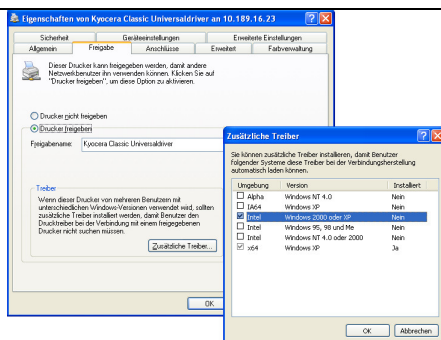 Eigenschaften von Kyocera Classic Universaldriver an 10.189.16.23
Sicherheit
Geräteeinstellungen
Erweiterte Einstellungen
Allgemein
Freigabe
Anschlüsse
Erweitert
Farbverwaltung
Dieser Drucker kann freigegeben werden, damit andere
Netzwerkbenutzer ihn verwenden können. Klicken Sie auf
"Drucker freigeben", um diese Option zu aktivieren.
Drucker nicht freigeben
Drucker freigeben
Freigabename: Kyocera Classic Universaldriver
Treiber
Wenn dieser Drucker von mehreren Benutzern mit
unterschiedlichen Windows-Versionen verwendet wird, sollten
zusätzliche Treiber installiert werden, damit Benutzer den
Drucktreiber bei der Verbindung mit einem freigegebenen
Drucker nicht suchen müssen.
Zusätzliche Treiber...
OK
Zusätzliche Treiber
Sie können zusätzliche Treiber installieren, damit Benutzer
folgender Systeme diese Treiber bei der Verbindungsherstellung
automatisch laden können.
Umgebung Version Installiert
Alpha Windows NT 4.0 Nein
IA64 Windows XP Nein
Intel Windows 2000 oder XP Nein
Intel Windows 95, 98 und Me Nein
Intel Windows NT 4.0 oder 2000 Nein
x64 Windows XP Ja
OK Abbrechen